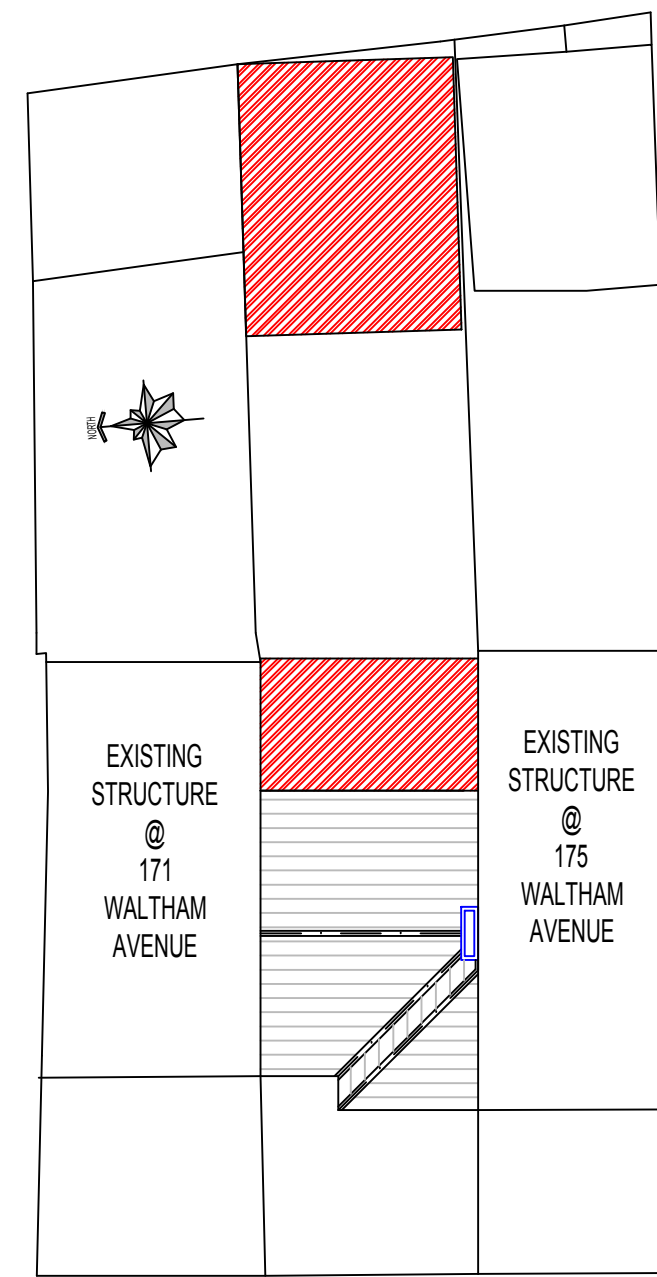 NORTH
EXISTING
STRUCTURE
@
171
WALTHAM
AVENUE
EXISTING
STRUCTURE
@
175
WALTHAM
AVENUE